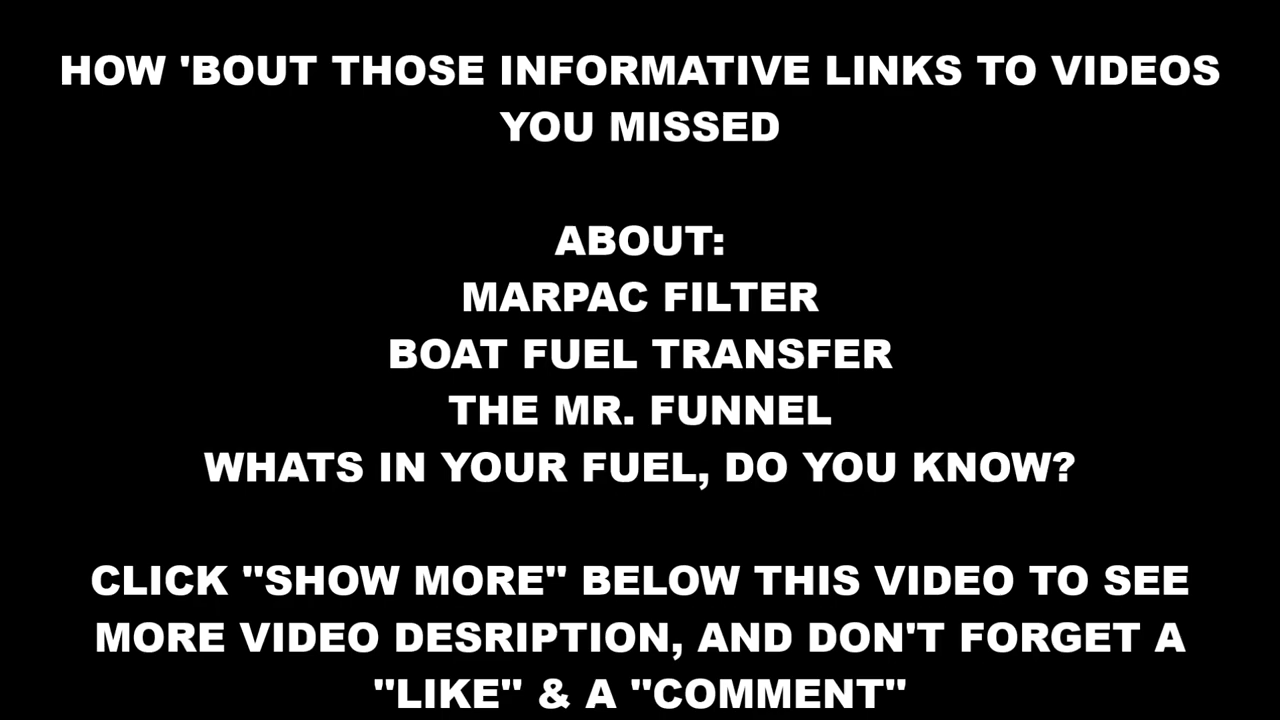 HOW 'BOUT THOSE INFORMATIVE LINKS TO VIDEOS
YOU MISSED
ABOUT:
MARPAC FILTER
BOAT FUEL TRANSFER
THE MR. FUNNEL
WHATS IN YOUR FUEL, DO YOU KNOW?
CLICK "SHOW MORE" BELOW THIS VIDEO TO SEE
MORE VIDEO DESRIPTION, AND DON'T FORGET A
"LIKE" & A "COMMENT"